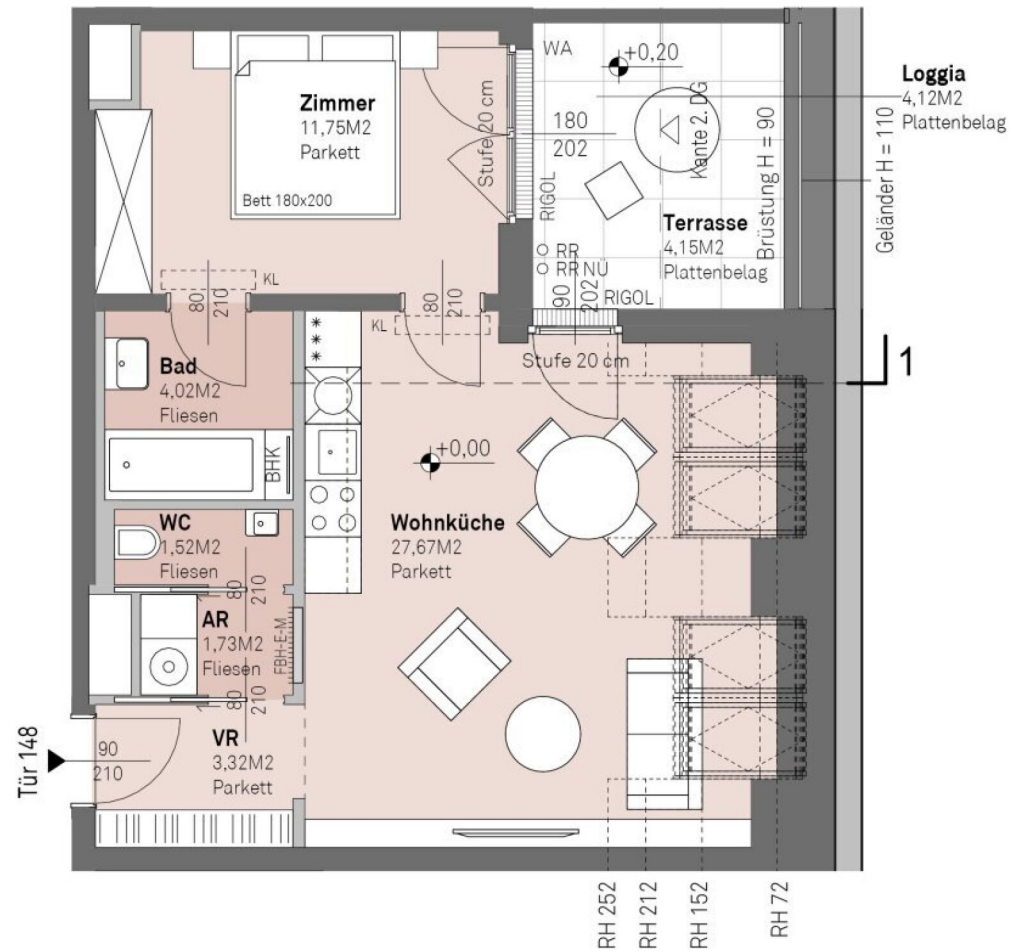 WA
+0,20
Loggia
4,12M2
Plattenbelag
Zimmer
11,75M2
Parkett
Bett 180x200
Stufe 20 cm
180
202
RIGOL
Kante 2. DG
Brüstung H = 90
Geländer H = 110
Terrasse
4,15M2
Plattenbelag
RR
RR NÜ
RIGOL
90
202
KL
80
210
KL
80
210
Stufe 20 cm
1
Bad
4,02M2
Fliesen
BHK
+0,00
Wohnküche
27,67M2
Parkett
WC
1,52M2
Fliesen
80
210
AR
1,73M2
Fliesen
FBH-E-M
80
210
VR
3,32M2
Parkett
Tür 148
90
210
RH 252
RH 212
RH 152
RH 72